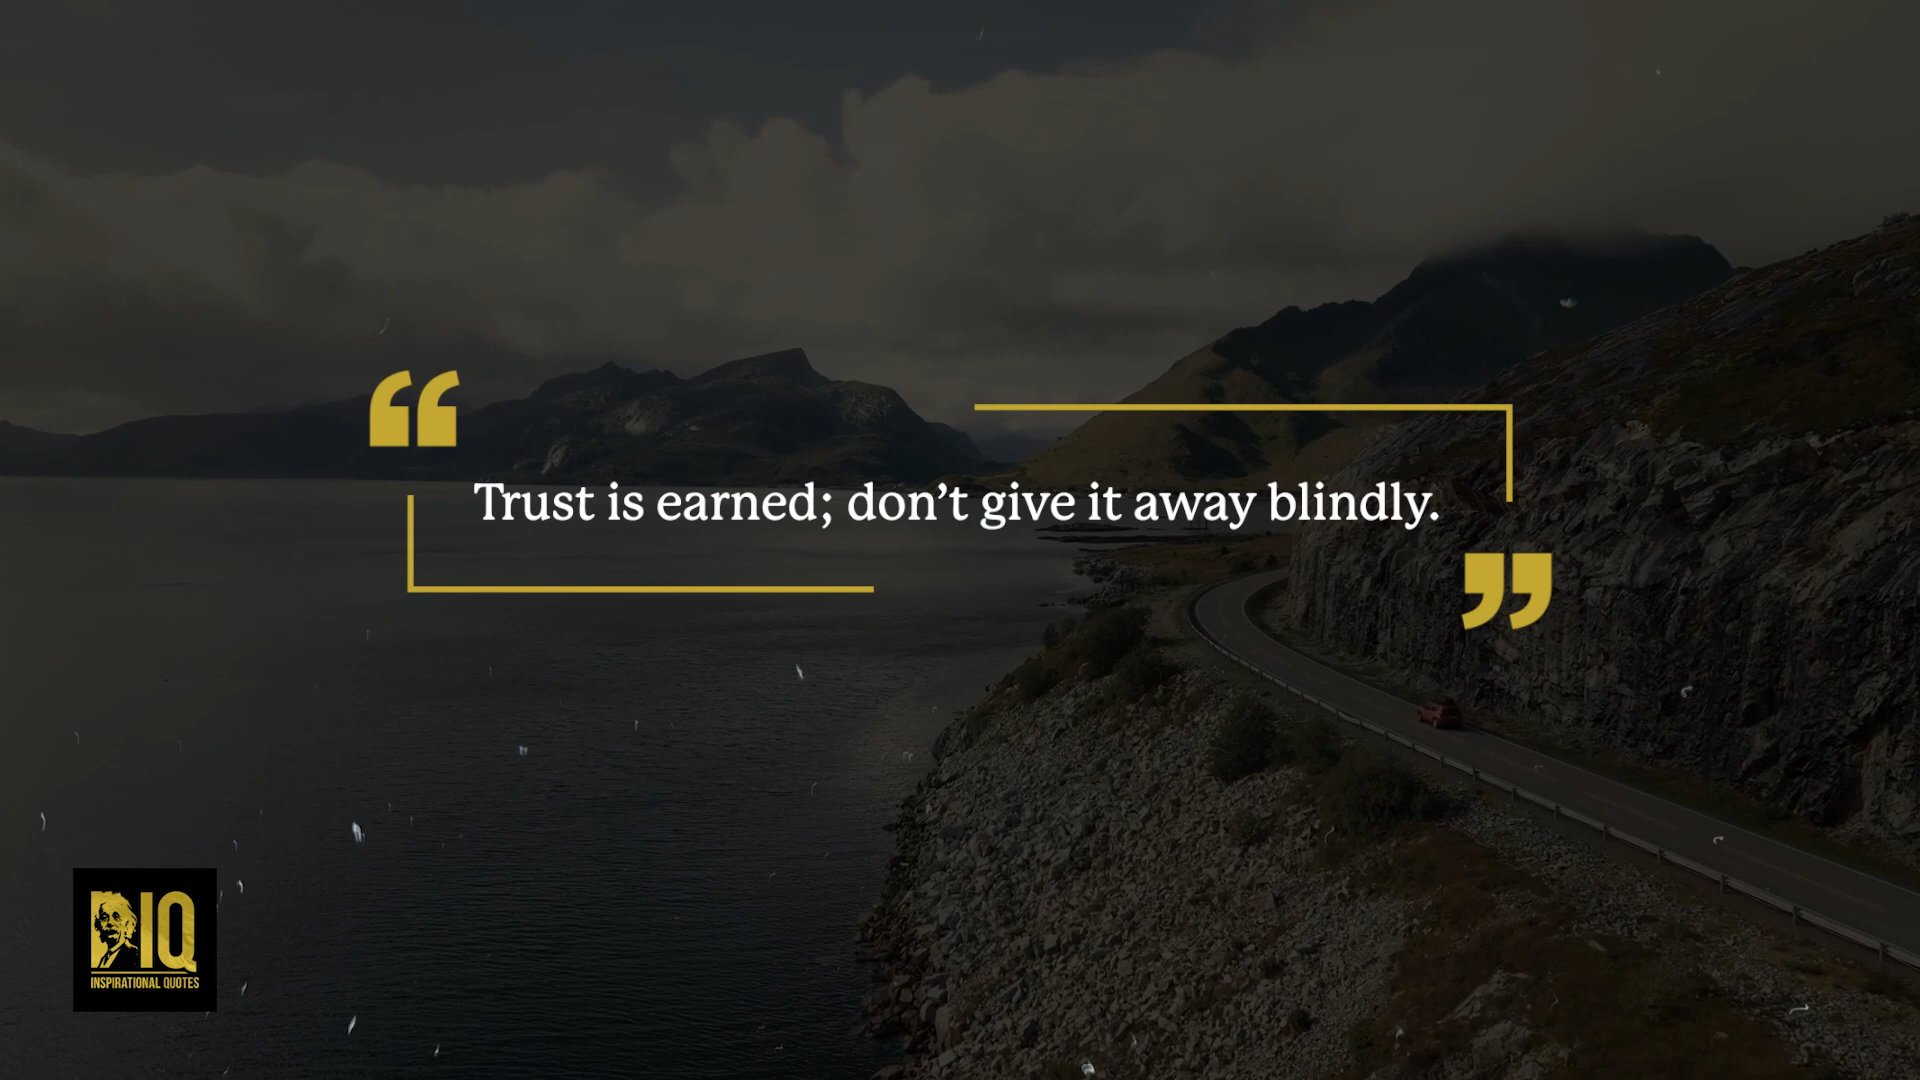 “
Trust is earned; don’t give it away blindly.
”
IQ
INSPIRATIONAL QUOTES